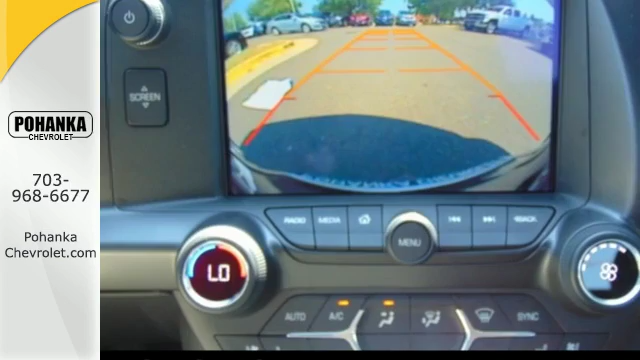 SCREEN
POHANKA
CHEVROLET
703-
968-6677
Pohanka
Chevrolet.com
RADIO MEDIA BACK
MENU
LO
AUTO A/C SYNC